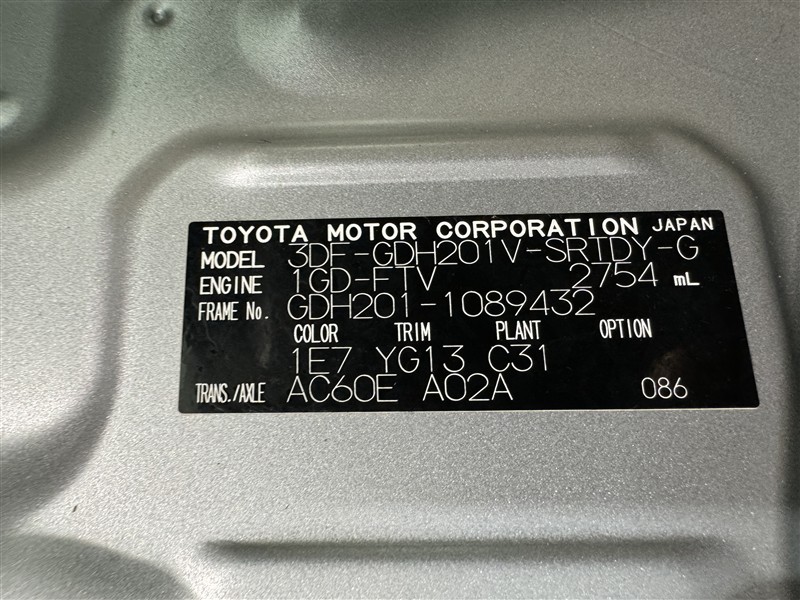 TOYOTA MOTOR CORPORATION JAPAN
MODEL 3DF-GDH201V-SRTDY-G
ENGINE 1GD-FTV 2754 mL
FRAME No. GDH201-1089432
COLOR TRIM PLANT OPTION
1E7 YG13 C31
TRANS./AXLE AC60E A02A 086